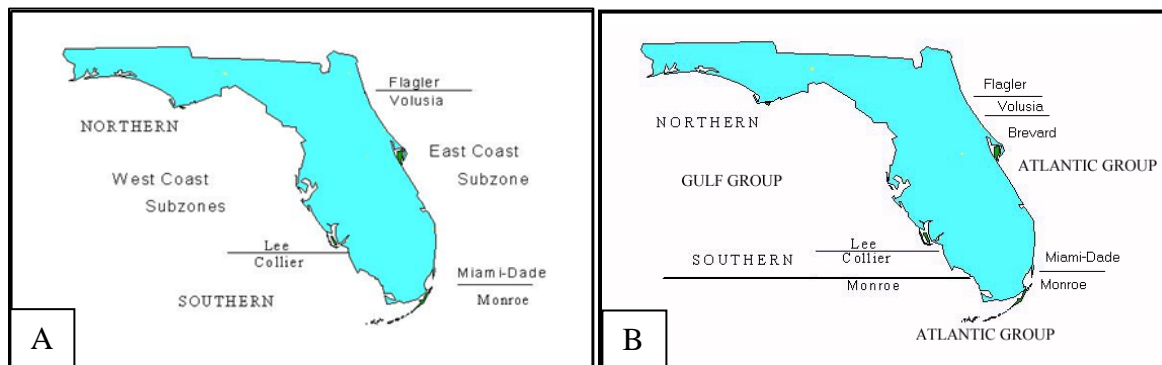 Flagler
Volusia
NORTHERN
East Coast
Subzone
West Coast
Subzones
Lee
Collier
Miami-Dade
Monroe
SOUTHERN
A
Flagler
Volusia
NORTHERN
Brevard
ATLANTIC GROUP
GULF GROUP
Lee
SOUTHERN
Collier
Miami-Dade
Monroe
Monroe
ATLANTIC GROUP
B